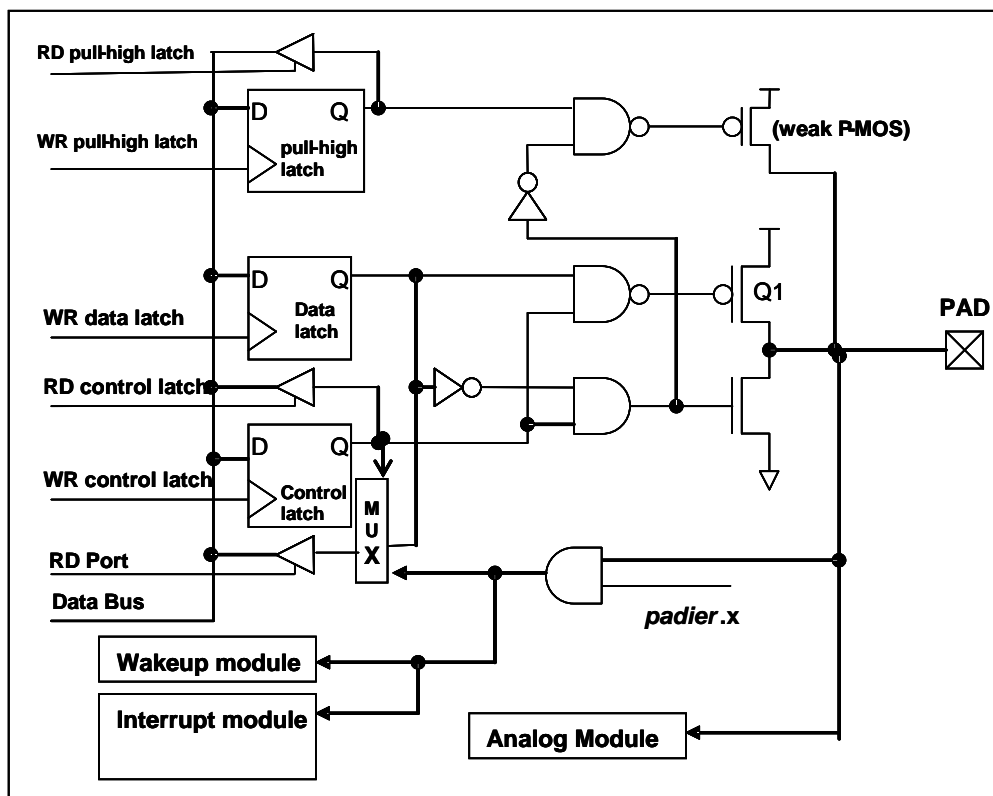 RD pull-high latch
D Q
pull-high
latch
WR pull-high latch
(weak P-MOS)
D Q
Data
latch
WR data latch
Q1
PAD
RD control latch
D Q
Control
latch
WR control latch
M
U
X
RD Port
Data Bus
padier.x
Wakeup module
Interrupt module
Analog Module